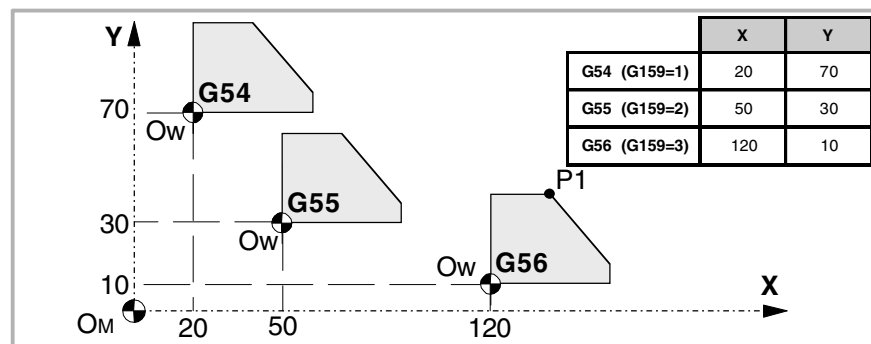 Y
G54
70
Ow
G55
30
Ow
P1
G56
Ow
10
X
OM
20 50 120
X Y
G54 (G159=1) 20 70
G55 (G159=2) 50 30
G56 (G159=3) 120 10